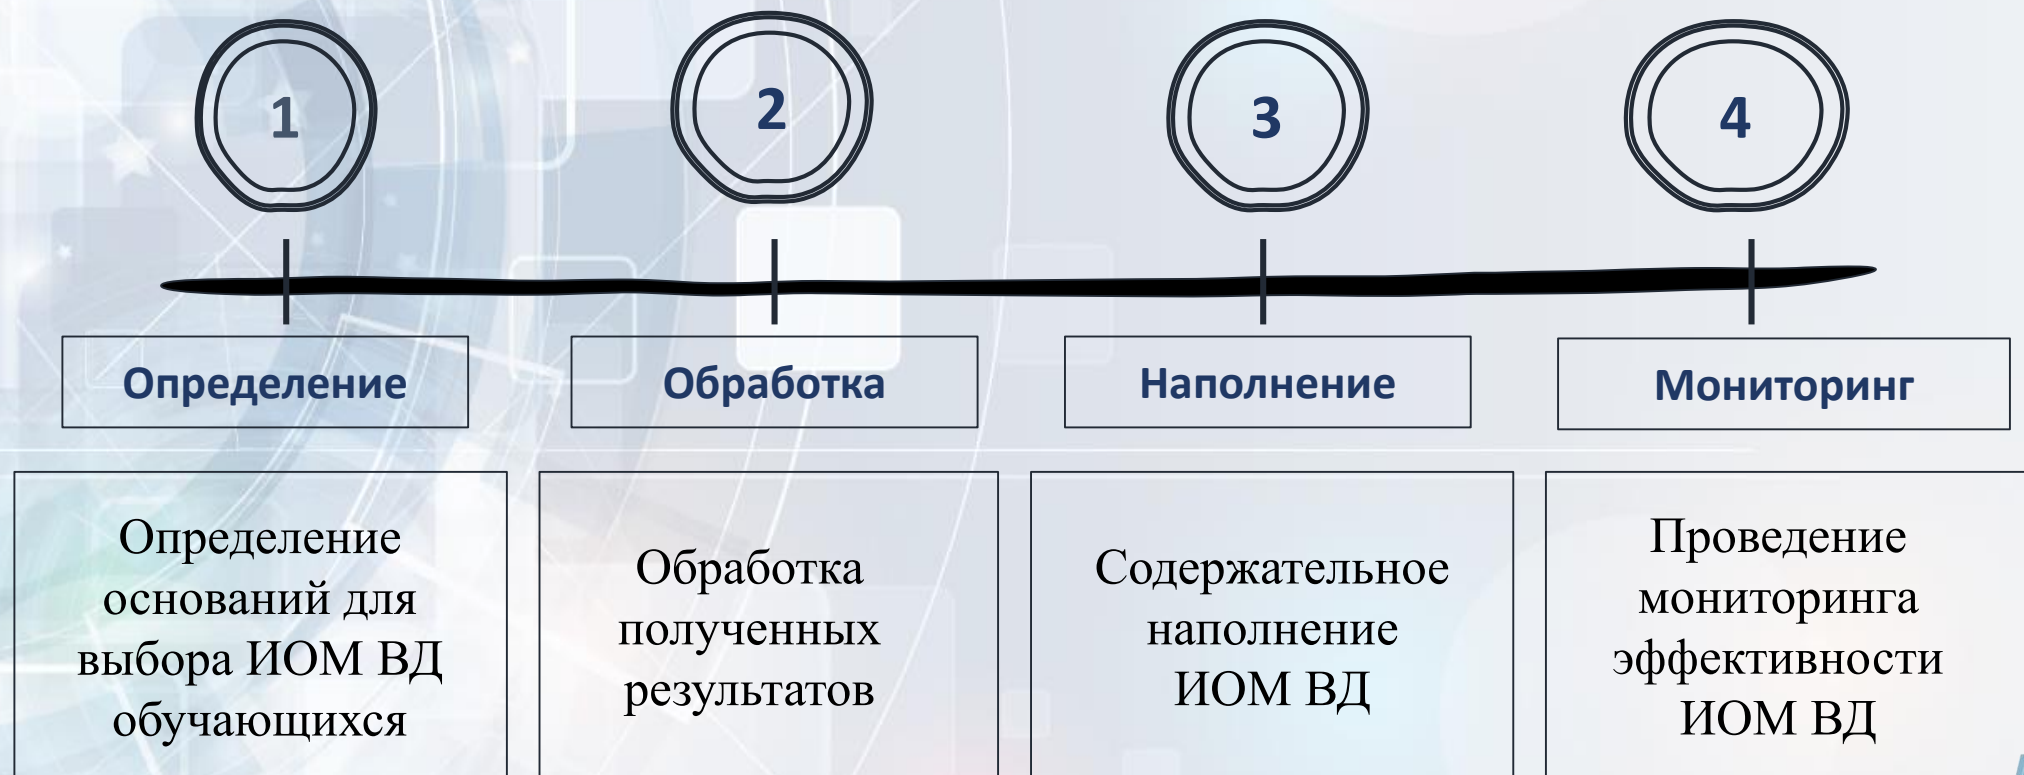 1
2
3
4
Определение
Обработка
Наполнение
Мониторинг
Определение
оснований для
выбора ИОМ ВД
обучающихся
Обработка
полученных
результатов
Содержательное
наполнение
ИОМ ВД
Проведение
мониторинга
эффективности
ИОМ ВД